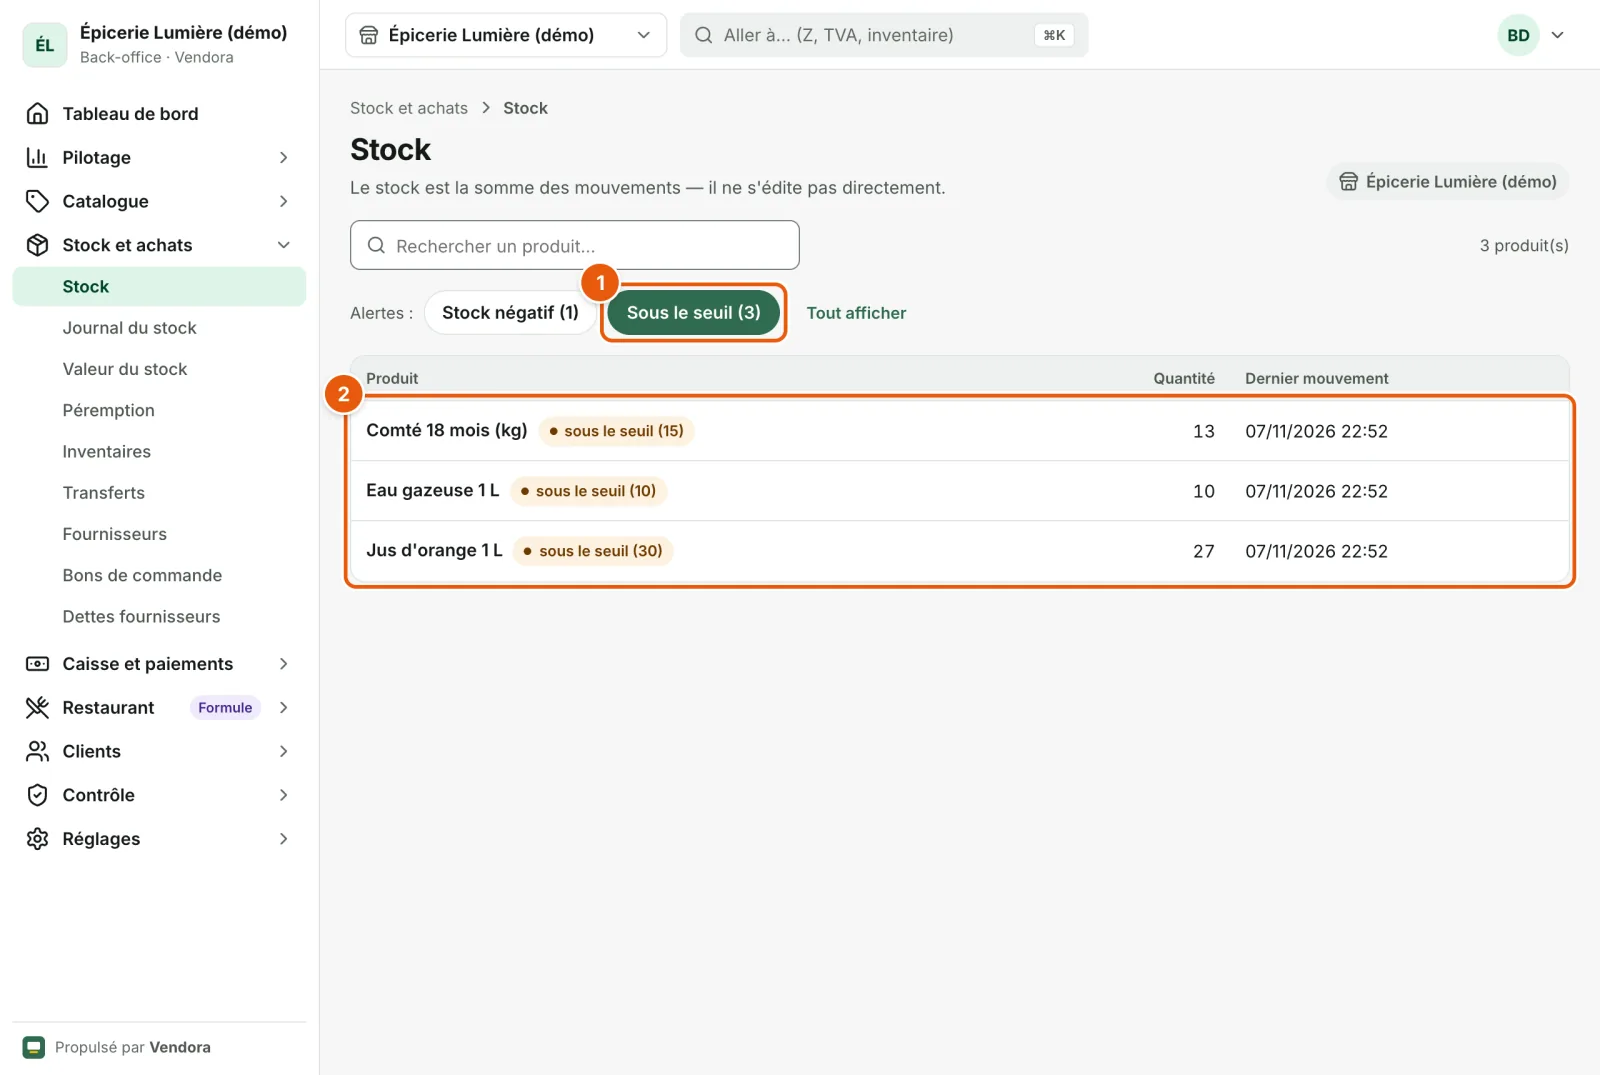 ÉL
Épicerie Lumière (démo)
Back-office · Vendora
Tableau de bord
Pilotage
Catalogue
Stock et achats
Stock
Journal du stock
Valeur du stock
Péremption
Inventaires
Transferts
Fournisseurs
Bons de commande
Dettes fournisseurs
Caisse et paiements
Restaurant Formule
Clients
Contrôle
Réglages
Propulsé par Vendora
Épicerie Lumière (démo)
Aller à... (Z, TVA, inventaire) ⌘K
BD
Stock et achats > Stock
Stock
Le stock est la somme des mouvements — il ne s'édite pas directement.
Épicerie Lumière (démo)
Rechercher un produit...
3 produit(s)
1
Alertes : Stock négatif (1) Sous le seuil (3) Tout afficher
2
Produit Quantité Dernier mouvement
Comté 18 mois (kg) • sous le seuil (15) 13 07/11/2026 22:52
Eau gazeuse 1 L • sous le seuil (10) 10 07/11/2026 22:52
Jus d'orange 1 L • sous le seuil (30) 27 07/11/2026 22:52